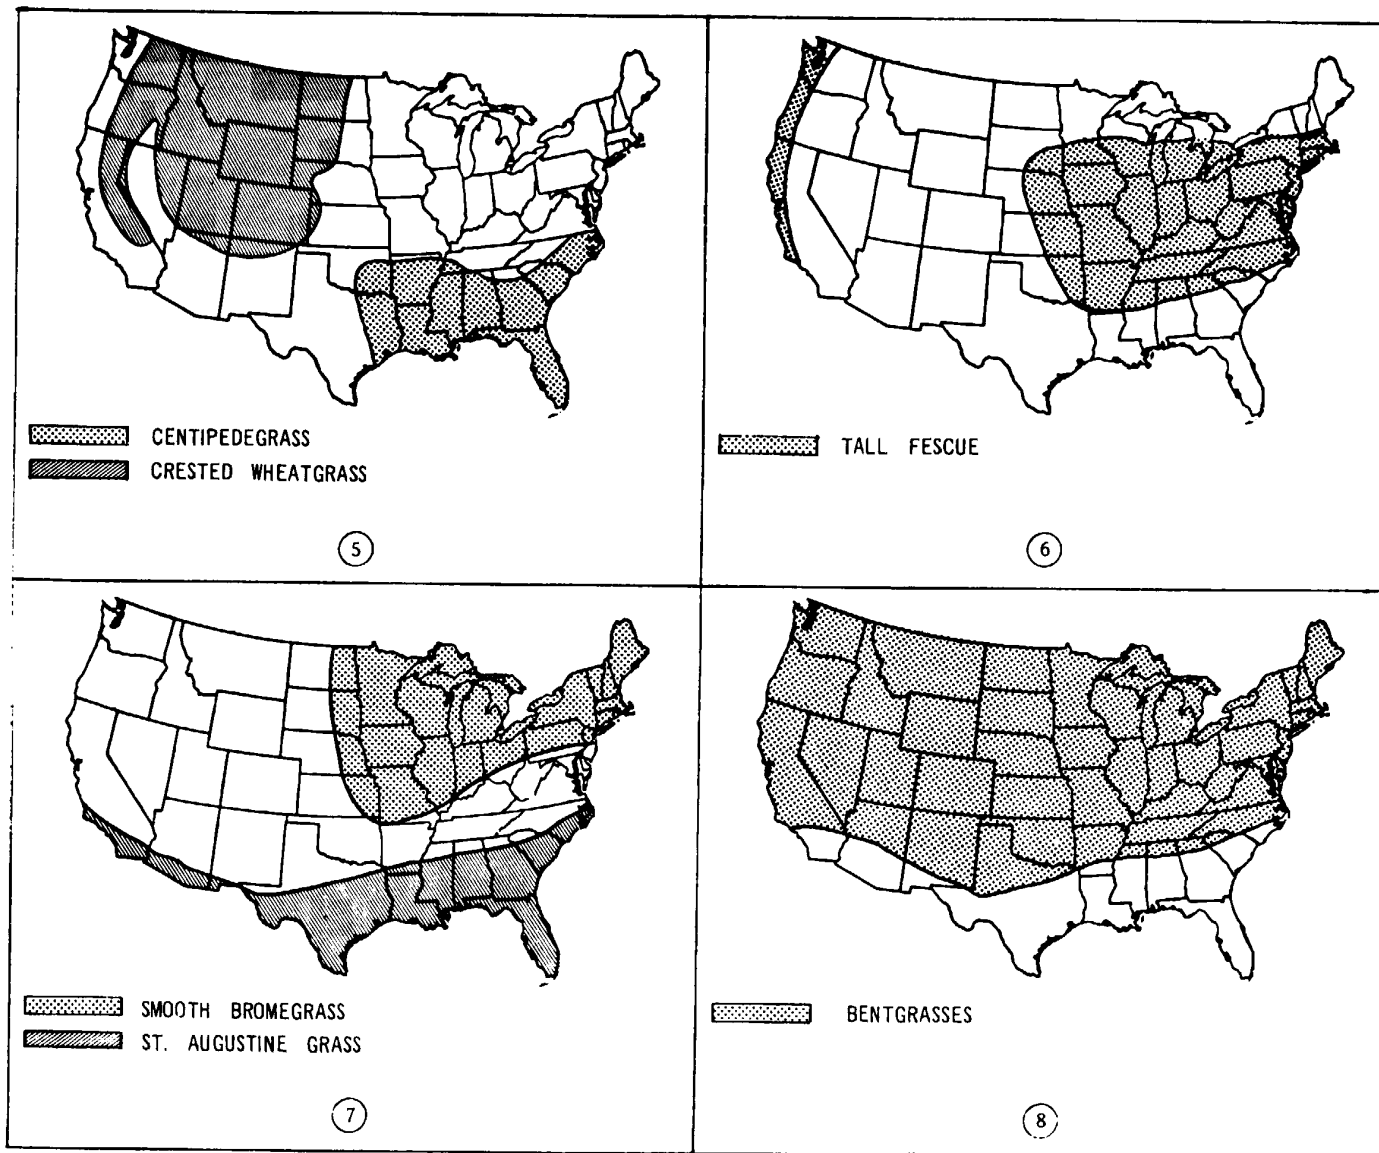 CENTIPEDEGRASS
CRESTED WHEATGRASS
5
TALL FESCUE
6
SMOOTH BROMEGRASS
ST. AUGUSTINE GRASS
7
BENTGRASSES
8